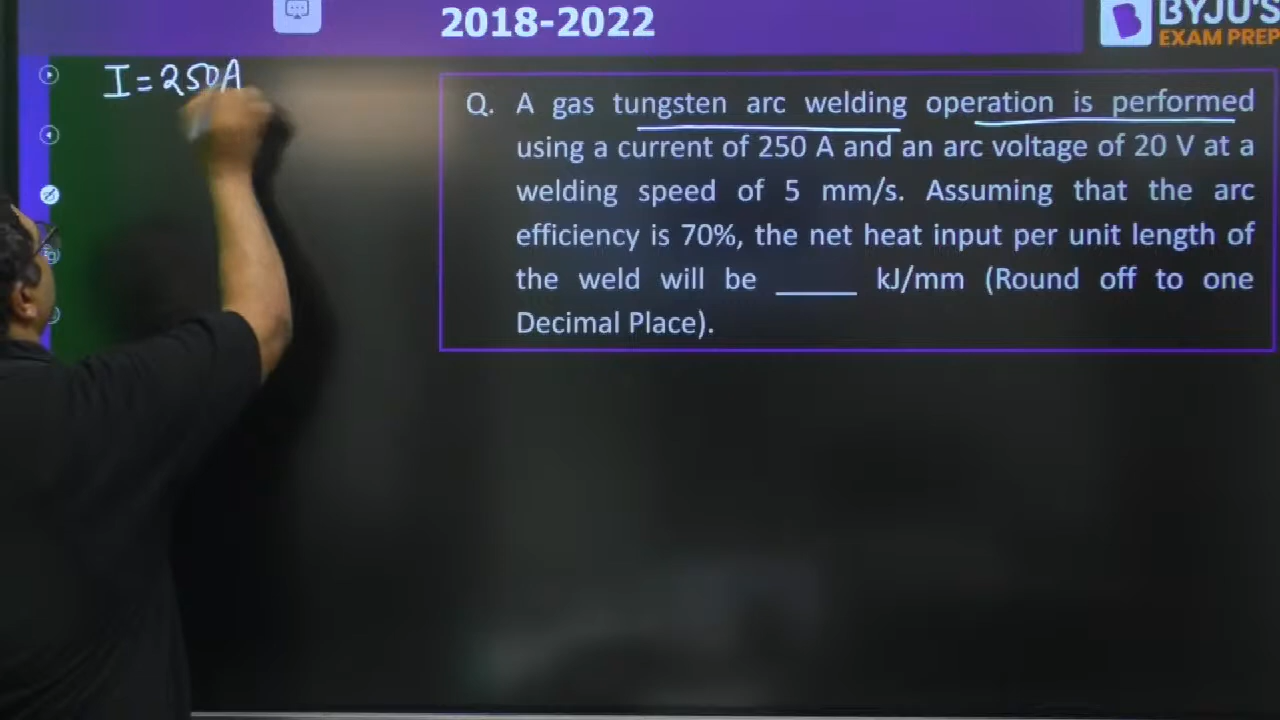 2018-2022
BYJU'S
EXAM PREP
I = 250A
Q. A gas tungsten arc welding operation is performed
using a current of 250 A and an arc voltage of 20 V at a
welding speed of 5 mm/s. Assuming that the arc
efficiency is 70%, the net heat input per unit length of
the weld will be _____ kJ/mm (Round off to one
Decimal Place).